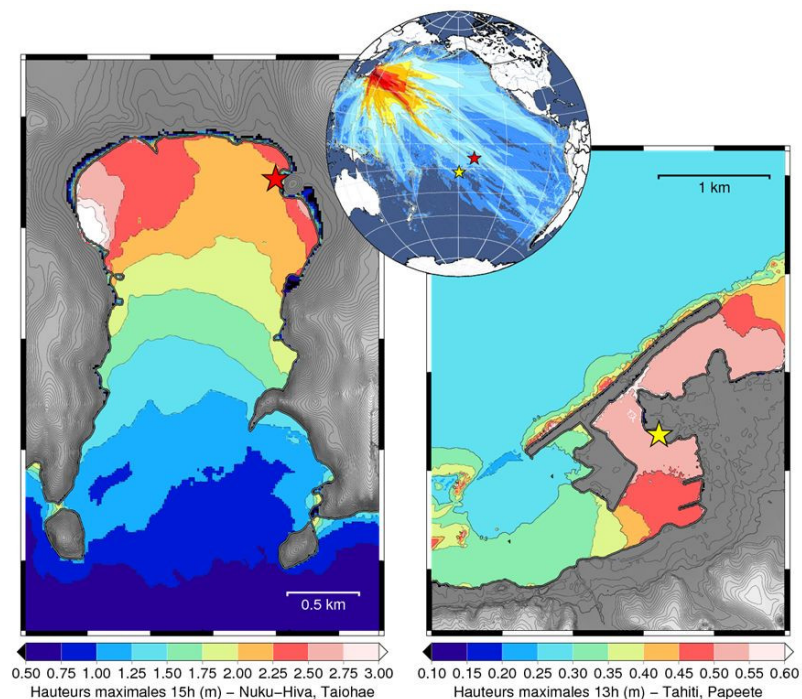 1 km
0.5 km
0.50 0.75 1.00 1.25 1.50 1.75 2.00 2.25 2.50 2.75 3.00
Hauteurs maximales 15h (m) – Nuku–Hiva, Taiohae
0.10 0.15 0.20 0.25 0.30 0.35 0.40 0.45 0.50 0.55 0.60
Hauteurs maximales 13h (m) – Tahiti, Papeete